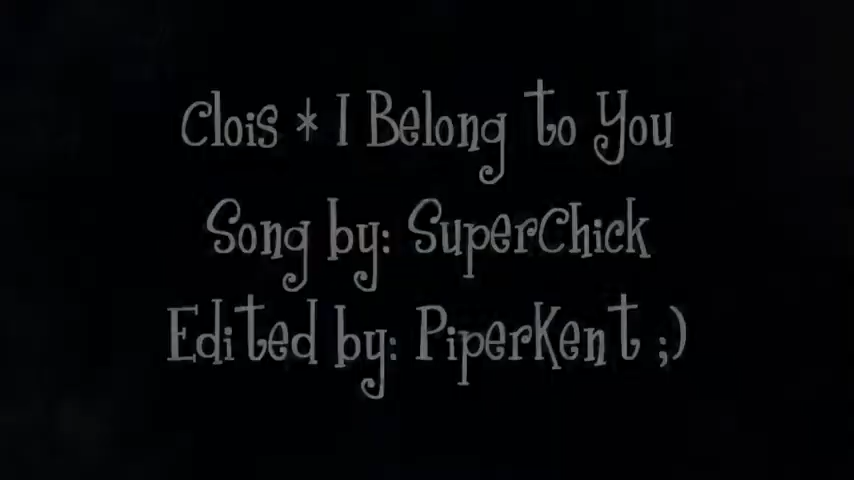 Clois * I Belong to You
Song by: SuperChick
Edited by: PiperKent ;)